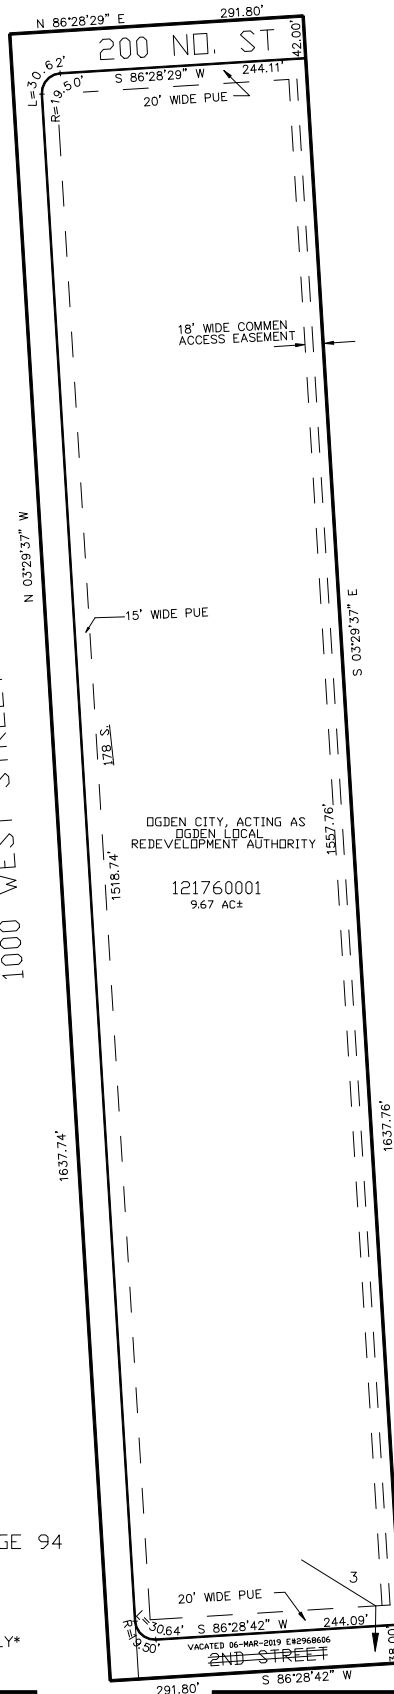 N 86°28'29" E 291.80'
200 NO. ST
42.00'
L=30.62'
R=19.50'
S 86°28'29" W 244.11'
20' WIDE PUE
18' WIDE COMMEN
ACCESS EASEMENT
N 03°29'37" W
S 03°29'37" E
15' WIDE PUE
178 S.
1000 WEST
OGDEN CITY, ACTING AS
OGDEN LOCAL
REDEVELOPMENT AUTHORITY
1557.76'
1518.74'
121760001
9.67 AC±
1637.74'
1637.76'
GE 94
3
LY*
20' WIDE PUE
L=30.64'
R=19.50'
S 86°28'42" W 244.09'
VACATED 06-MAR-2019 E#2968606
2ND STREET
S 86°28'42" W
291.80'